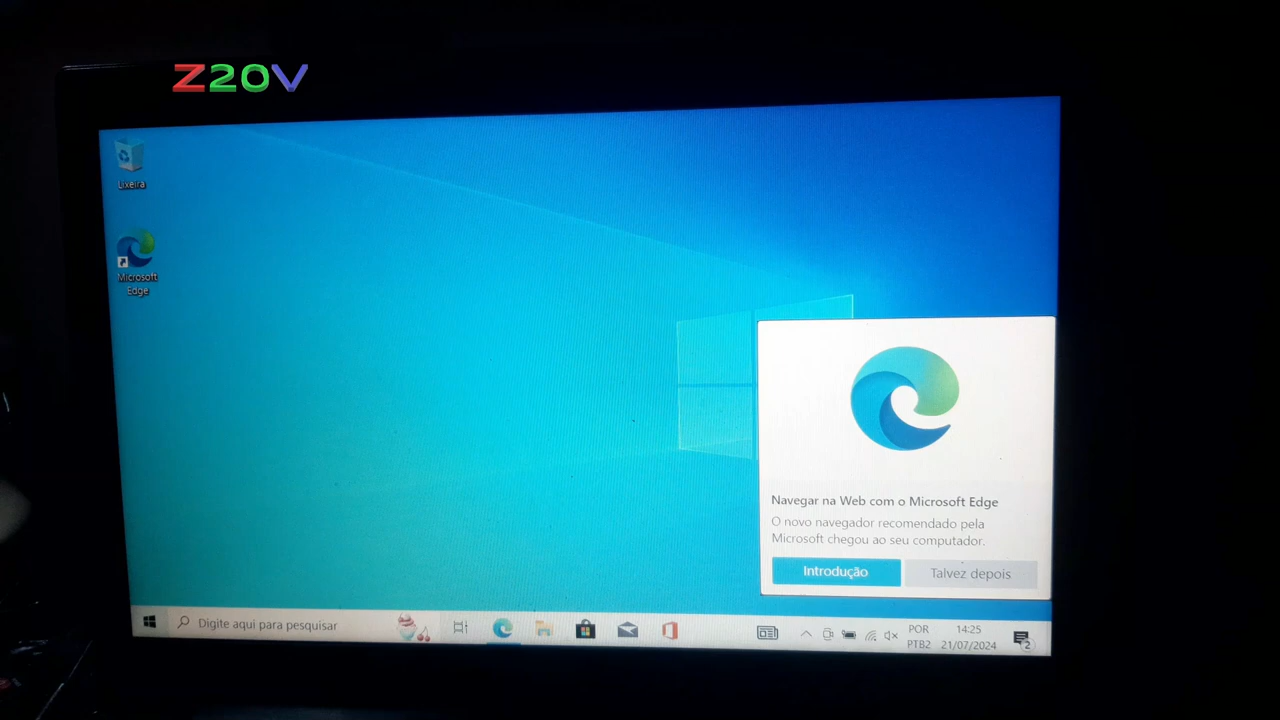 Z20V
Lixeira
Microsoft
Edge
Navegar na Web com o Microsoft Edge
O novo navegador recomendado pela
Microsoft chegou ao seu computador.
Introdução
Talvez depois
Digite aqui para pesquisar
POR
PTB2
14:25
21/07/2024
2